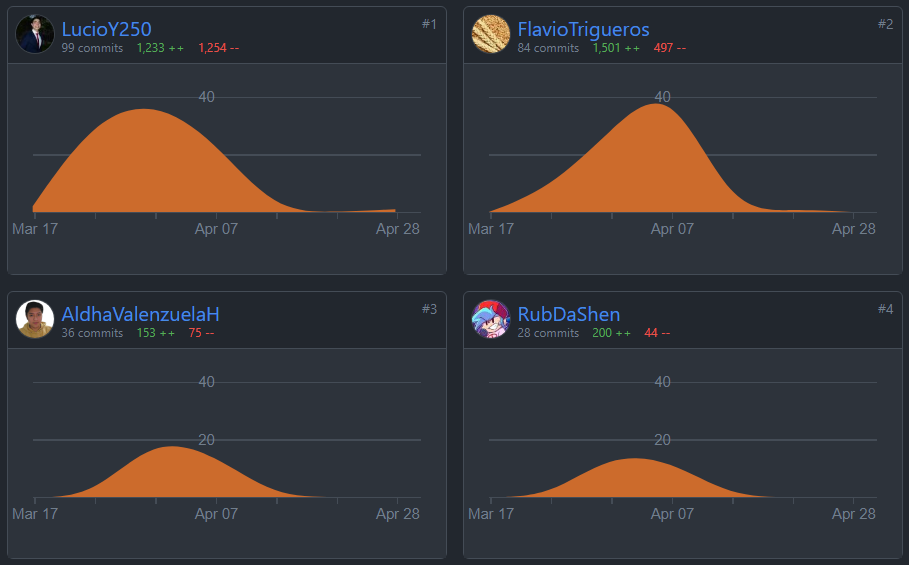 LucioY250
#1
99 commits 1,233 ++ 1,254 --
40
Mar 17 Apr 07 Apr 28
FlavioTrigueros
#2
84 commits 1,501 ++ 497 --
40
Mar 17 Apr 07 Apr 28
AldhaValenzuelaH
#3
36 commits 153 ++ 75 --
40
20
Mar 17 Apr 07 Apr 28
RubDaShen
#4
28 commits 200 ++ 44 --
40
20
Mar 17 Apr 07 Apr 28